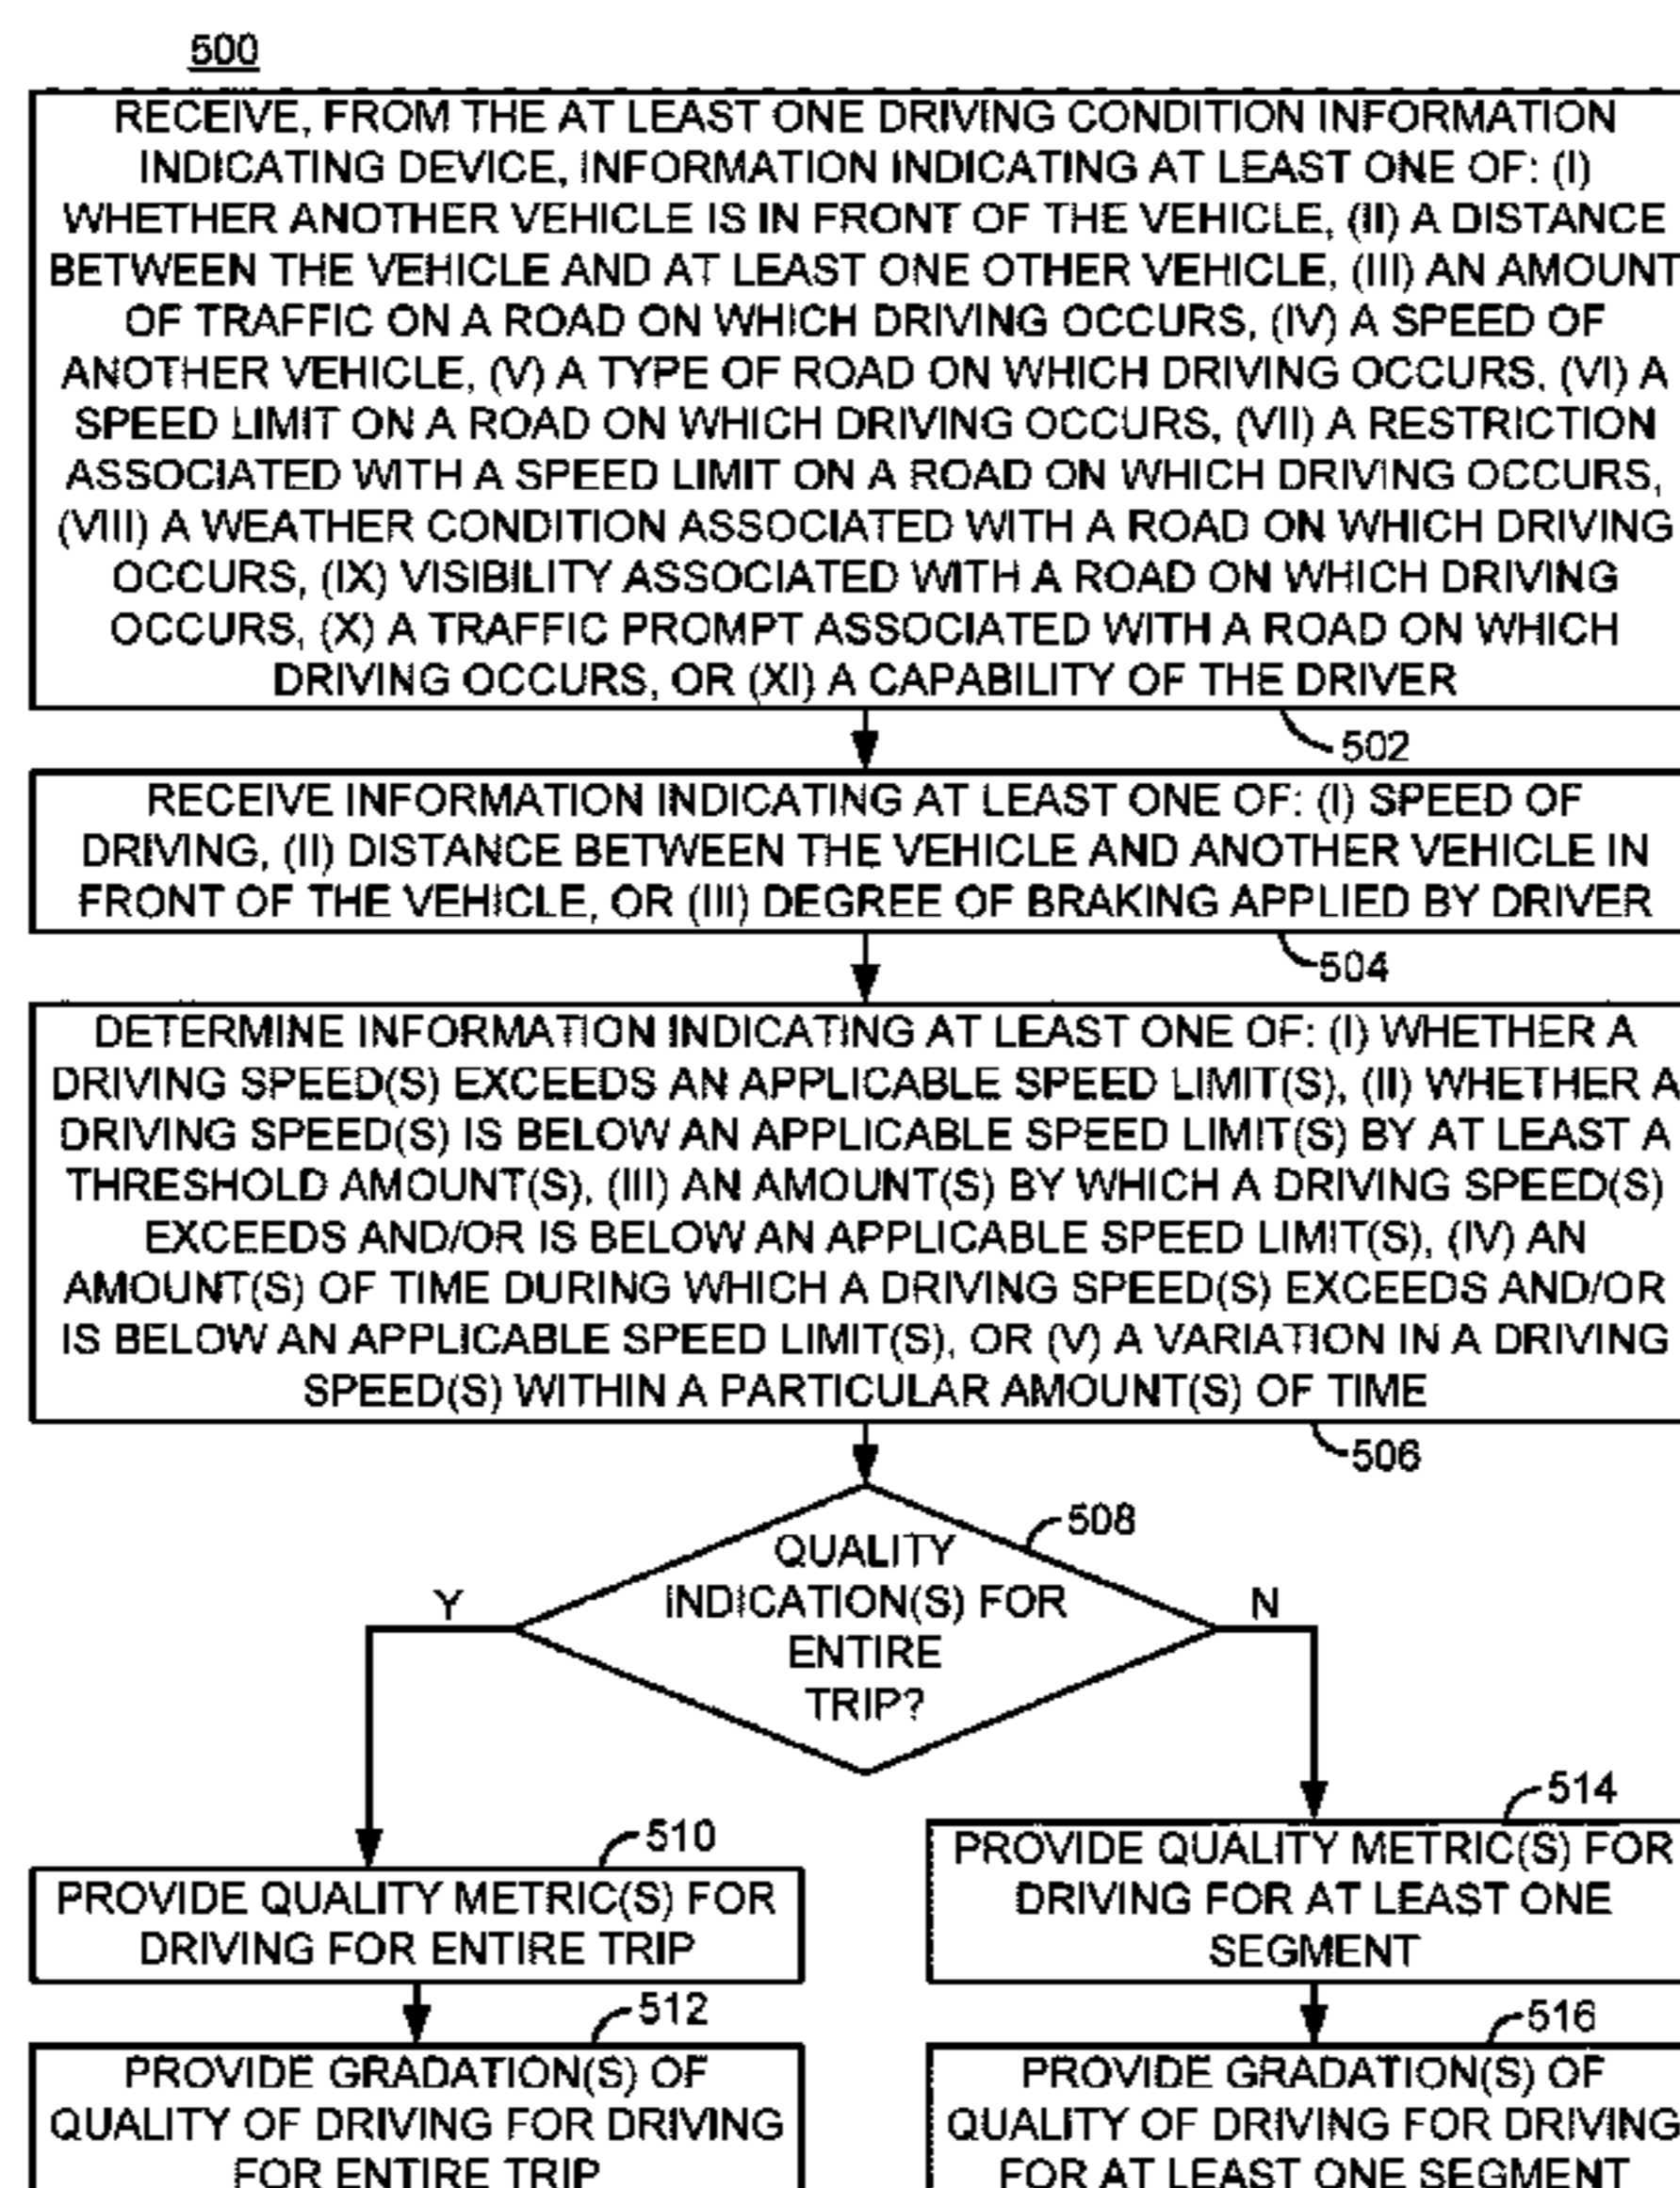 500
RECEIVE, FROM THE AT LEAST ONE DRIVING CONDITION INFORMATION
INDICATING DEVICE, INFORMATION INDICATING AT LEAST ONE OF: (I)
WHETHER ANOTHER VEHICLE IS IN FRONT OF THE VEHICLE, (II) A DISTANCE
BETWEEN THE VEHICLE AND AT LEAST ONE OTHER VEHICLE, (III) AN AMOUNT
OF TRAFFIC ON A ROAD ON WHICH DRIVING OCCURS, (IV) A SPEED OF
ANOTHER VEHICLE, (V) A TYPE OF ROAD ON WHICH DRIVING OCCURS, (VI) A
SPEED LIMIT ON A ROAD ON WHICH DRIVING OCCURS, (VII) A RESTRICTION
ASSOCIATED WITH A SPEED LIMIT ON A ROAD ON WHICH DRIVING OCCURS,
(VIII) A WEATHER CONDITION ASSOCIATED WITH A ROAD ON WHICH DRIVING
OCCURS, (IX) VISIBILITY ASSOCIATED WITH A ROAD ON WHICH DRIVING
OCCURS, (X) A TRAFFIC PROMPT ASSOCIATED WITH A ROAD ON WHICH
DRIVING OCCURS, OR (XI) A CAPABILITY OF THE DRIVER
502
RECEIVE INFORMATION INDICATING AT LEAST ONE OF: (I) SPEED OF
DRIVING, (II) DISTANCE BETWEEN THE VEHICLE AND ANOTHER VEHICLE IN
FRONT OF THE VEHICLE, OR (III) DEGREE OF BRAKING APPLIED BY DRIVER
504
DETERMINE INFORMATION INDICATING AT LEAST ONE OF: (I) WHETHER A
DRIVING SPEED(S) EXCEEDS AN APPLICABLE SPEED LIMIT(S), (II) WHETHER A
DRIVING SPEED(S) IS BELOW AN APPLICABLE SPEED LIMIT(S) BY AT LEAST A
THRESHOLD AMOUNT(S), (III) AN AMOUNT(S) BY WHICH A DRIVING SPEED(S)
EXCEEDS AND/OR IS BELOW AN APPLICABLE SPEED LIMIT(S), (IV) AN
AMOUNT(S) OF TIME DURING WHICH A DRIVING SPEED(S) EXCEEDS AND/OR
IS BELOW AN APPLICABLE SPEED LIMIT(S), OR (V) A VARIATION IN A DRIVING
SPEED(S) WITHIN A PARTICULAR AMOUNT(S) OF TIME
506
508
QUALITY
INDICATION(S) FOR
ENTIRE
TRIP?
Y
N
510
PROVIDE QUALITY METRIC(S) FOR
DRIVING FOR ENTIRE TRIP
512
PROVIDE GRADATION(S) OF
QUALITY OF DRIVING FOR DRIVING
FOR ENTIRE TRIP
514
PROVIDE QUALITY METRIC(S) FOR
DRIVING FOR AT LEAST ONE
SEGMENT
516
PROVIDE GRADATION(S) OF
QUALITY OF DRIVING FOR DRIVING
FOR AT LEAST ONE SEGMENT